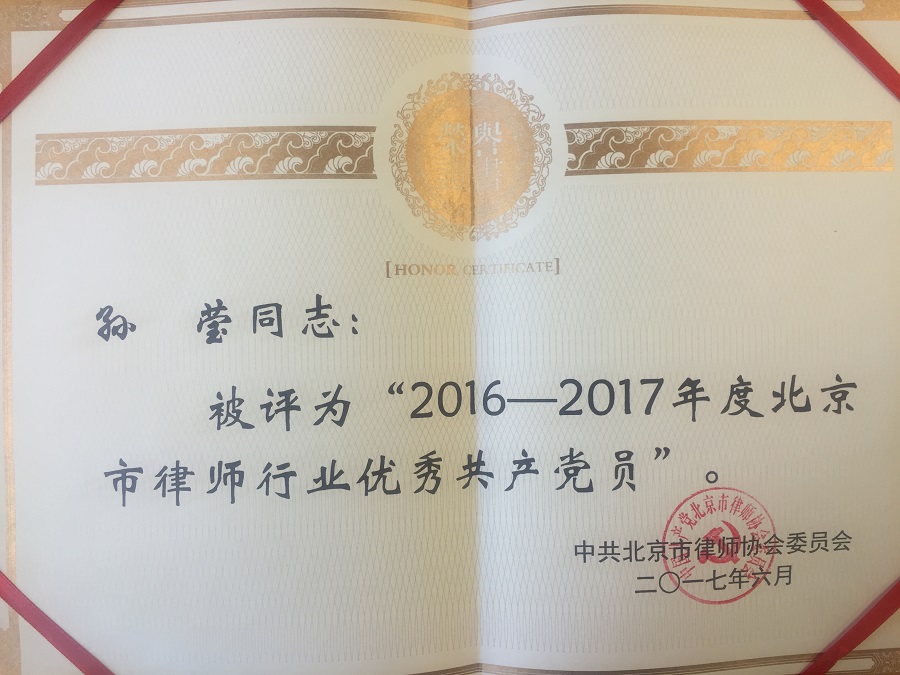 [HONOR CERTIFICATE]
孙　莹同志：
被评为“2016—2017年度北京
市律师行业优秀共产党员”。
中共北京市律师协会委员会
二〇一七年六月